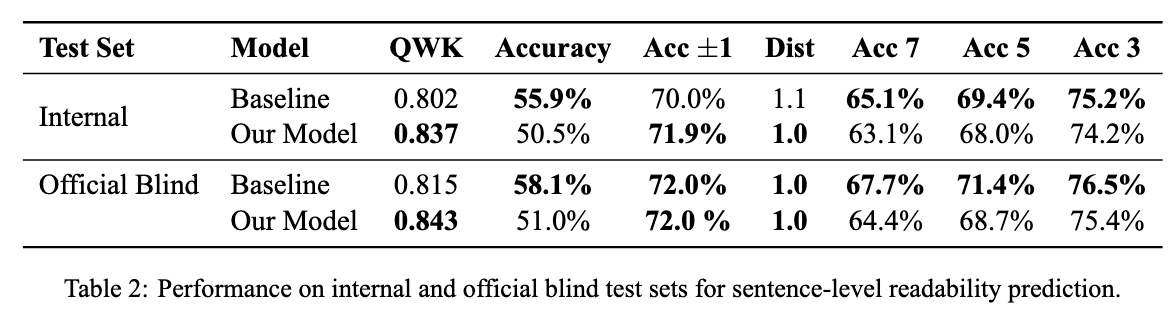 Test Set Model QWK Accuracy Acc ±1 Dist Acc 7 Acc 5 Acc 3
Internal Baseline 0.802 55.9% 70.0% 1.1 65.1% 69.4% 75.2%
Our Model 0.837 50.5% 71.9% 1.0 63.1% 68.0% 74.2%
Official Blind Baseline 0.815 58.1% 72.0% 1.0 67.7% 71.4% 76.5%
Our Model 0.843 51.0% 72.0 % 1.0 64.4% 68.7% 75.4%
Table 2: Performance on internal and official blind test sets for sentence-level readability prediction.